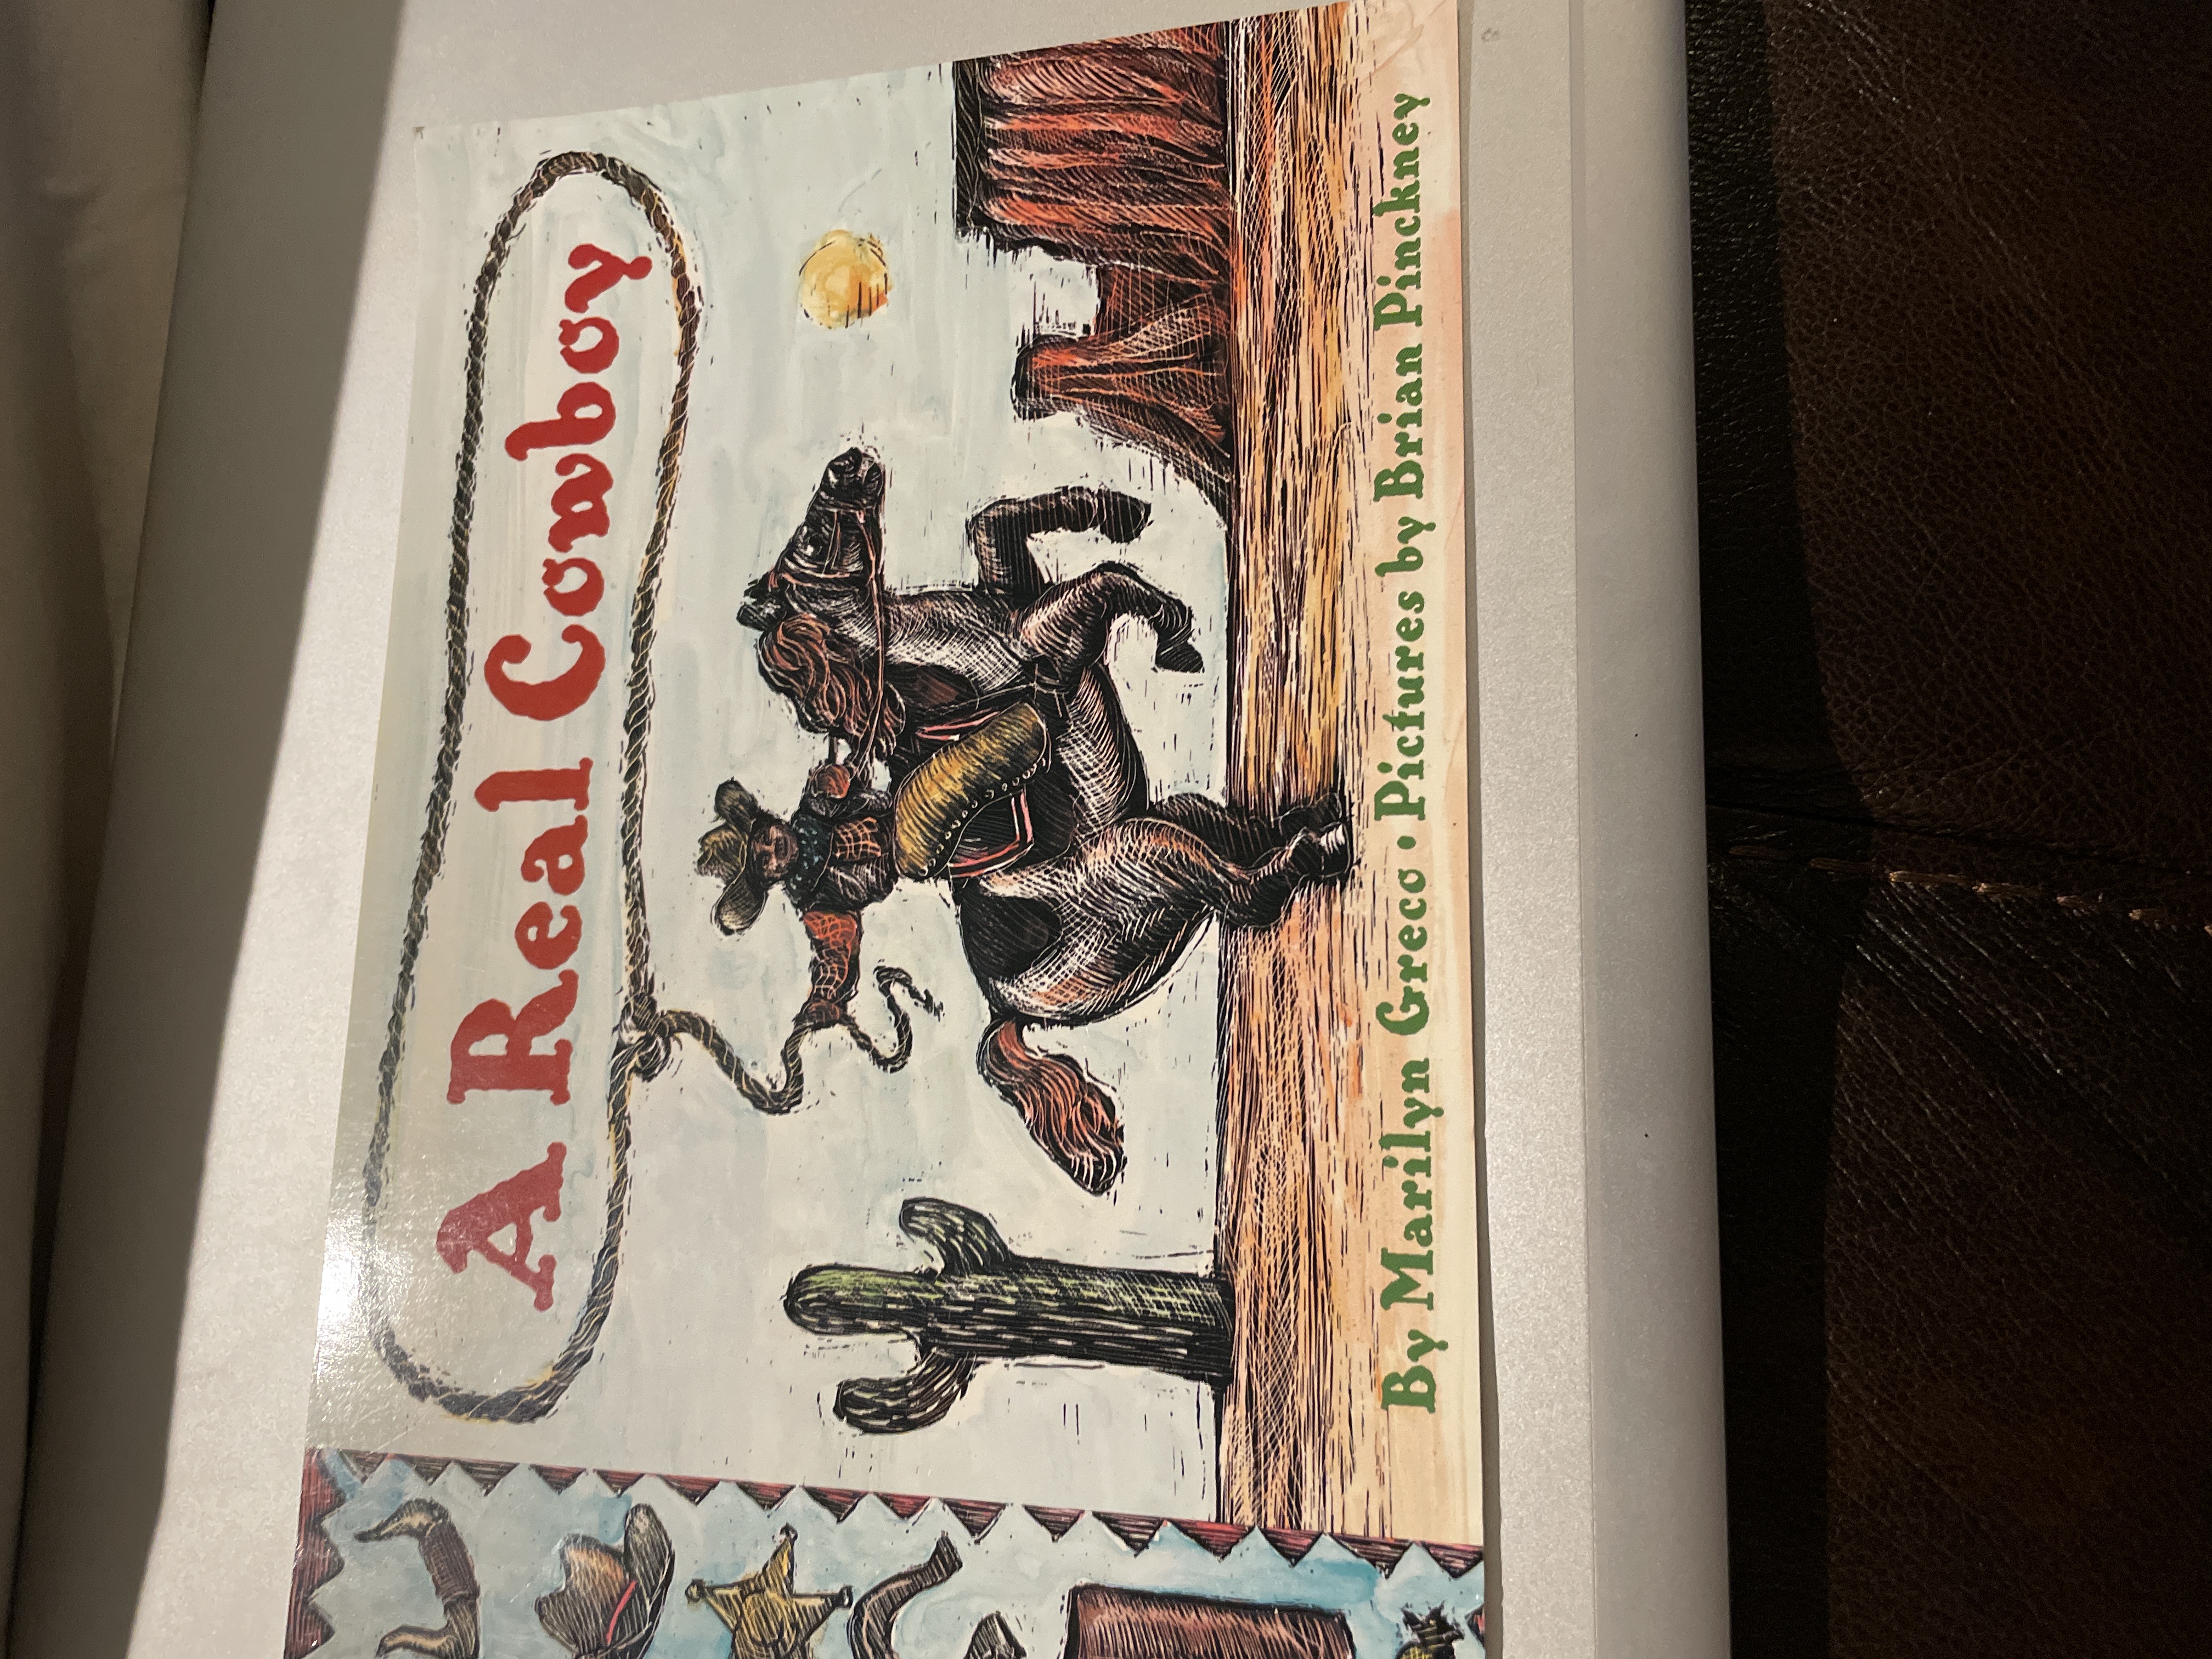 A Real Cowboy
By Marilyn Greco • Pictures by Brian Pinckney